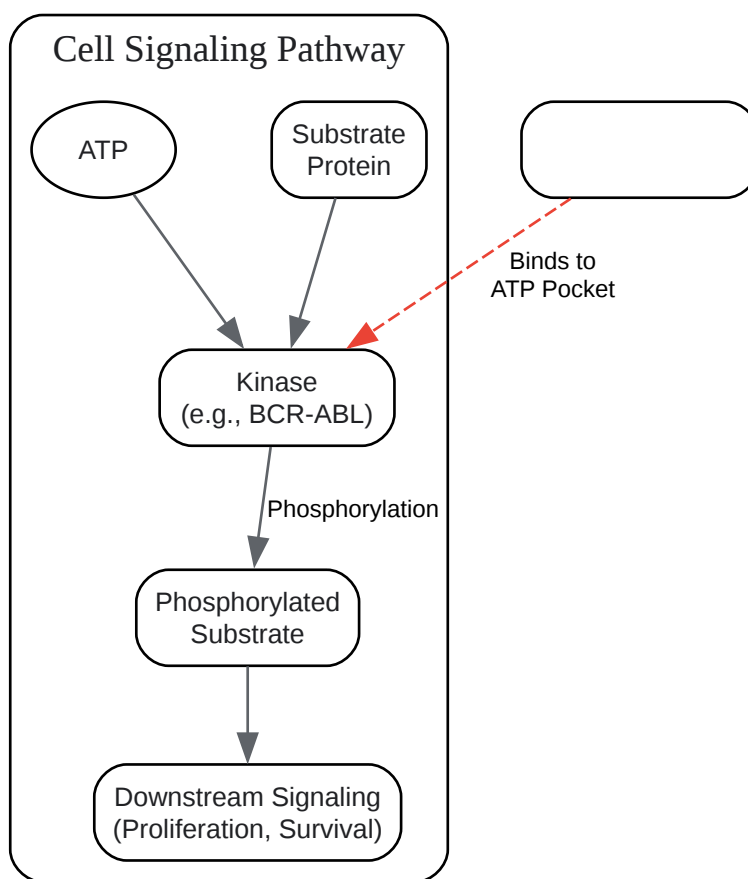 Cell Signaling Pathway
ATP
Substrate
Protein
Binds to
ATP Pocket
Kinase
(e.g., BCR-ABL)
Phosphorylation
Phosphorylated
Substrate
Downstream Signaling
(Proliferation, Survival)